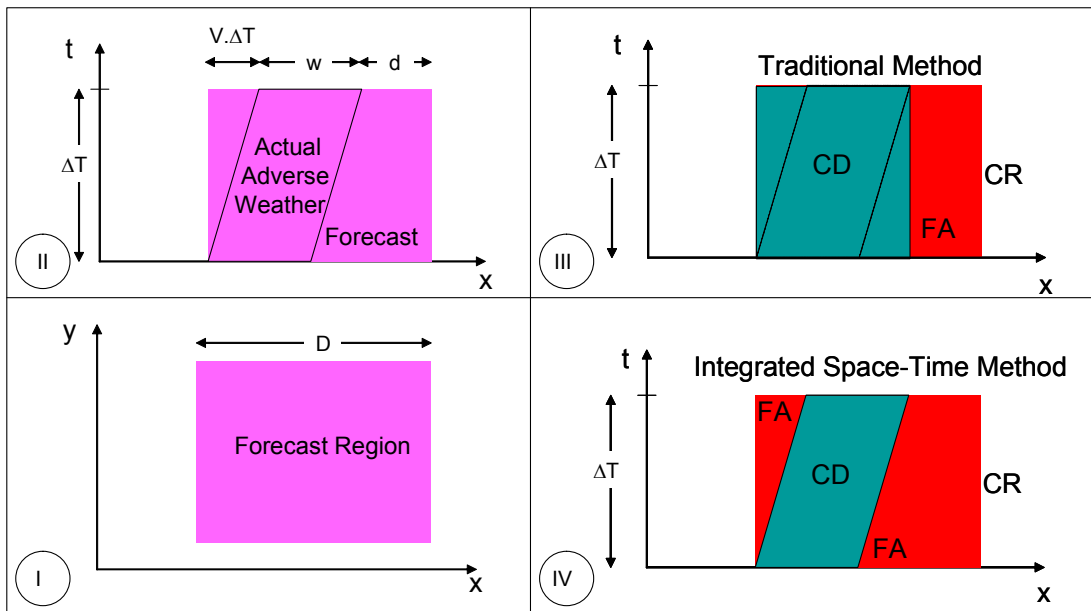 V.ΔT
t
w
d
ΔT
Actual
Adverse
Weather
Forecast
II
x
t
Traditional Method
ΔT
CD
CR
FA
III
x
y
D
Forecast Region
I
x
t
Integrated Space-Time Method
FA
ΔT
CD
CR
FA
IV
x